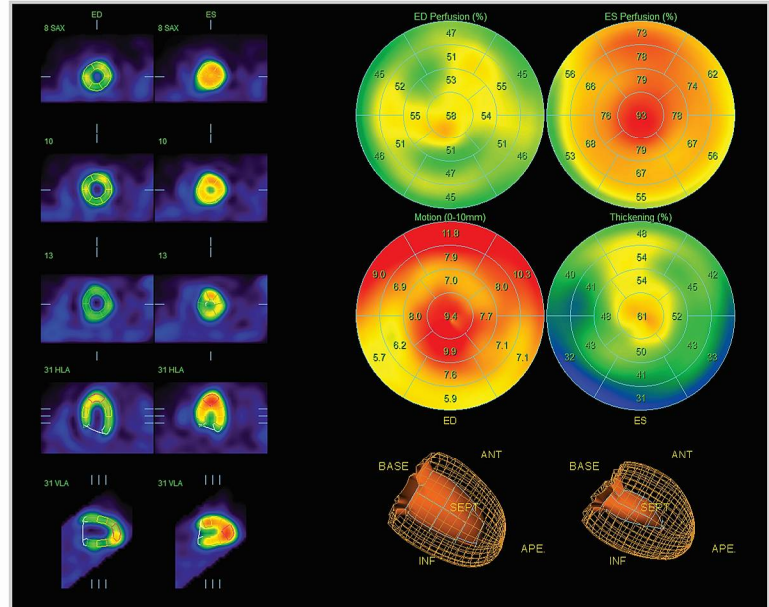 ED ES
8 SAX 8 SAX
10 10
13 13
31 HLA 31 HLA
31 VLA 31 VLA
ED Perfusion (%)
47
51
45 45
52 53 55
55 58 54
51 51 51
46 46
47
45
ES Perfusion (%)
73
78
56 62
66 79 74
76 93 78
68 79 67
53 56
67
55
Motion (0-10mm)
11.8
7.9
9.0 10.3
6.9 7.0 8.0
8.0 9.4 7.7
6.2 9.9 7.1
5.7 7.1
7.6
5.9
Thickening (%)
48
54
40 42
41 54 45
48 61 52
43 50 43
32 33
41
31
ED
BASE
ANT
SEPT
INF
APE.
ES
BASE
ANT
SEPT
INF
APE.